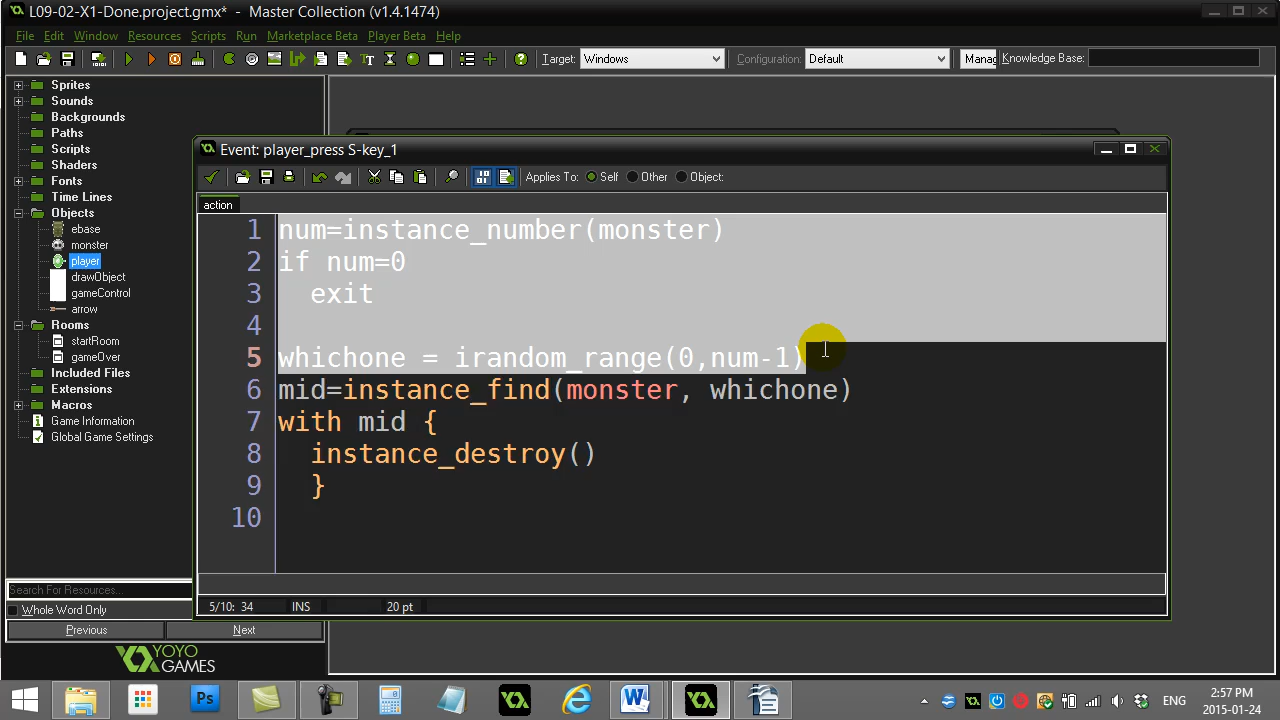 L09-02-X1-Done.project.gmx* - Master Collection (v1.4.1474)
File Edit Window Resources Scripts Run Marketplace Beta Player Beta Help
Target: Windows Configuration: Default Manag Knowledge Base:
Sprites
Sounds
Backgrounds
Paths
Scripts
Shaders
Fonts
Time Lines
Objects
ebase
monster
player
drawObject
gameControl
arrow
Rooms
startRoom
gameOver
Included Files
Extensions
Macros
Game Information
Global Game Settings
Search For Resources...
Whole Word Only
Previous Next
YOYO
GAMES
Event: player_press S-key_1
Applies To: Self Other Object:
action
1 num=instance_number(monster)
2 if num=0
3 exit
4
5 whichone = irandom_range(0,num-1)
6 mid=instance_find(monster, whichone)
7 with mid {
8 instance_destroy()
9 }
10
5/10: 34 INS 20 pt
Ps
ENG
2:57 PM
2015-01-24